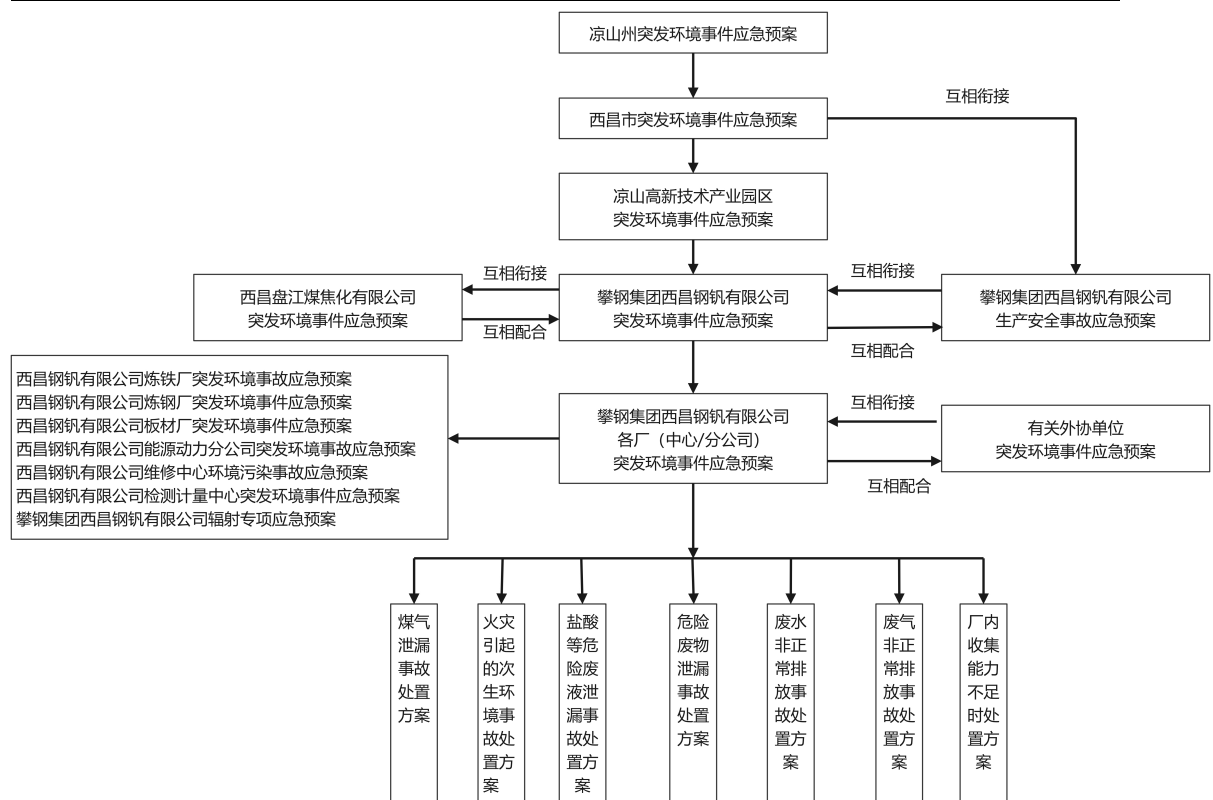 凉山州突发环境事件应急预案
互相衔接
西昌市突发环境事件应急预案
凉山高新技术产业园区
突发环境事件应急预案
互相衔接
互相衔接
西昌盘江煤焦化有限公司
突发环境事件应急预案
攀钢集团西昌钢钒有限公司
突发环境事件应急预案
攀钢集团西昌钢钒有限公司
生产安全事故应急预案
互相配合
互相配合
西昌钢钒有限公司炼铁厂突发环境事故应急预案
西昌钢钒有限公司炼钢厂突发环境事件应急预案
西昌钢钒有限公司板材厂突发环境事件应急预案
西昌钢钒有限公司能源动力分公司突发环境事故应急预案
西昌钢钒有限公司维修中心环境污染事故应急预案
西昌钢钒有限公司检测计量中心突发环境事件应急预案
攀钢集团西昌钢钒有限公司辐射专项应急预案
攀钢集团西昌钢钒有限公司
各厂（中心/分公司）
突发环境事件应急预案
互相衔接
有关外协单位
突发环境事件应急预案
互相配合
煤气
泄漏
事故
处置
方案
火灾
引起
的次
生环
境事
故处
置方
案
盐酸
等危
险废
液泄
漏事
故处
置方
案
危险
废物
泄漏
事故
处置
方案
废水
非正
常排
放事
故处
置方
案
废气
非正
常排
放事
故处
置方
案
厂内
收集
能力
不足
时处
置方
案